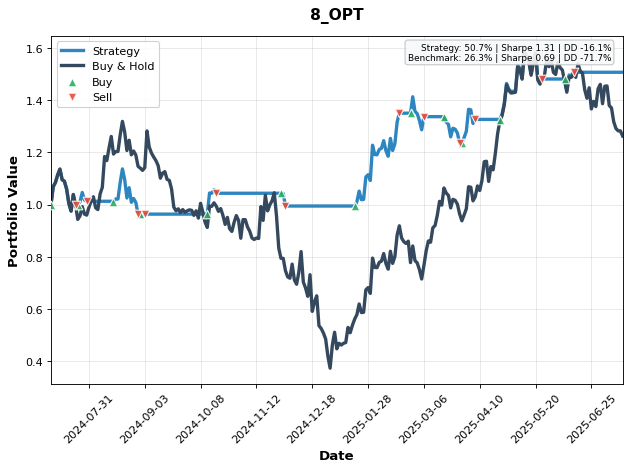 8_OPT
Strategy: 50.7% | Sharpe 1.31 | DD -16.1%
Benchmark: 26.3% | Sharpe 0.69 | DD -71.7%
Strategy
Buy & Hold
Buy
Sell
Portfolio Value
1.6
1.4
1.2
1.0
0.8
0.6
0.4
2024-07-31
2024-09-03
2024-10-08
2024-11-12
2024-12-18
2025-01-28
2025-03-06
2025-04-10
2025-05-20
2025-06-25
Date